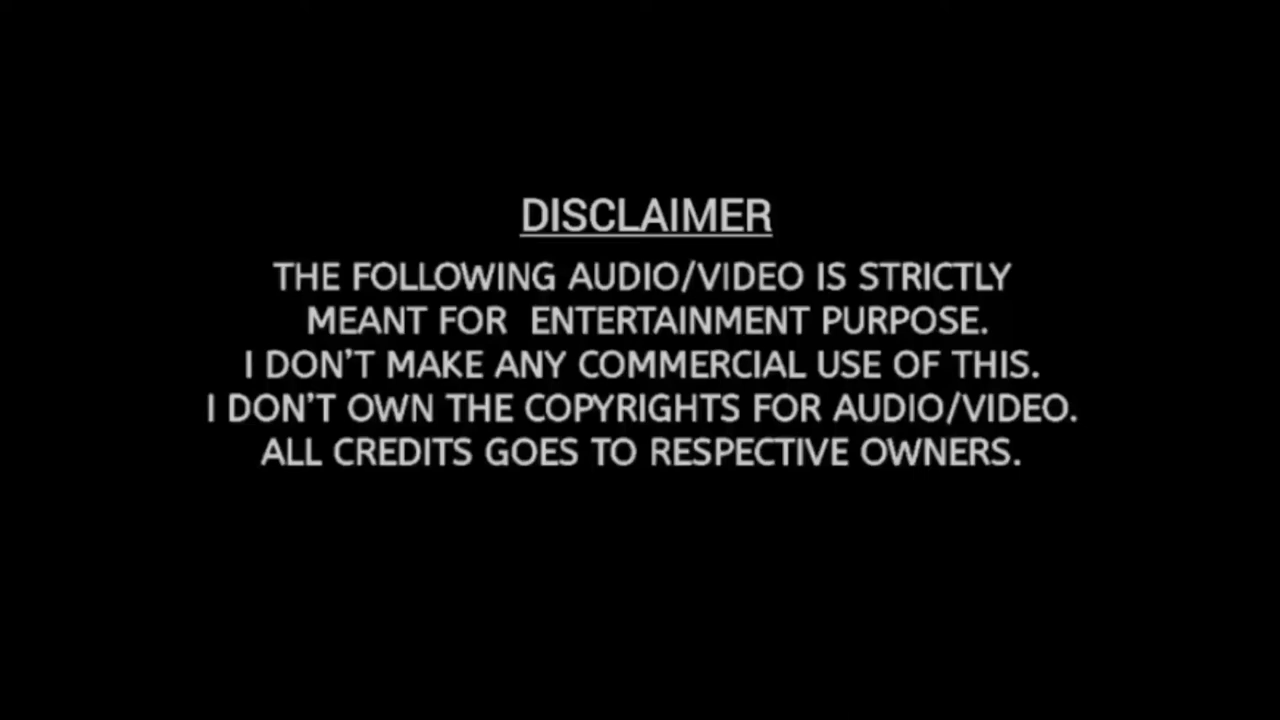 DISCLAIMER
THE FOLLOWING AUDIO/VIDEO IS STRICTLY
MEANT FOR  ENTERTAINMENT PURPOSE.
I DON’T MAKE ANY COMMERCIAL USE OF THIS.
I DON’T OWN THE COPYRIGHTS FOR AUDIO/VIDEO.
ALL CREDITS GOES TO RESPECTIVE OWNERS.